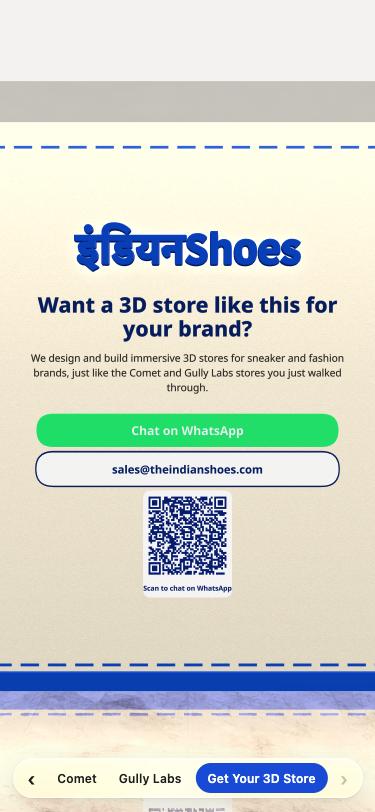 इंडियनShoes
Want a 3D store like this for
your brand?
We design and build immersive 3D stores for sneaker and fashion
brands, just like the Comet and Gully Labs stores you just walked
through.
Chat on WhatsApp
sales@theindianshoes.com
Scan to chat on WhatsApp
‹ Comet Gully Labs Get Your 3D Store ›